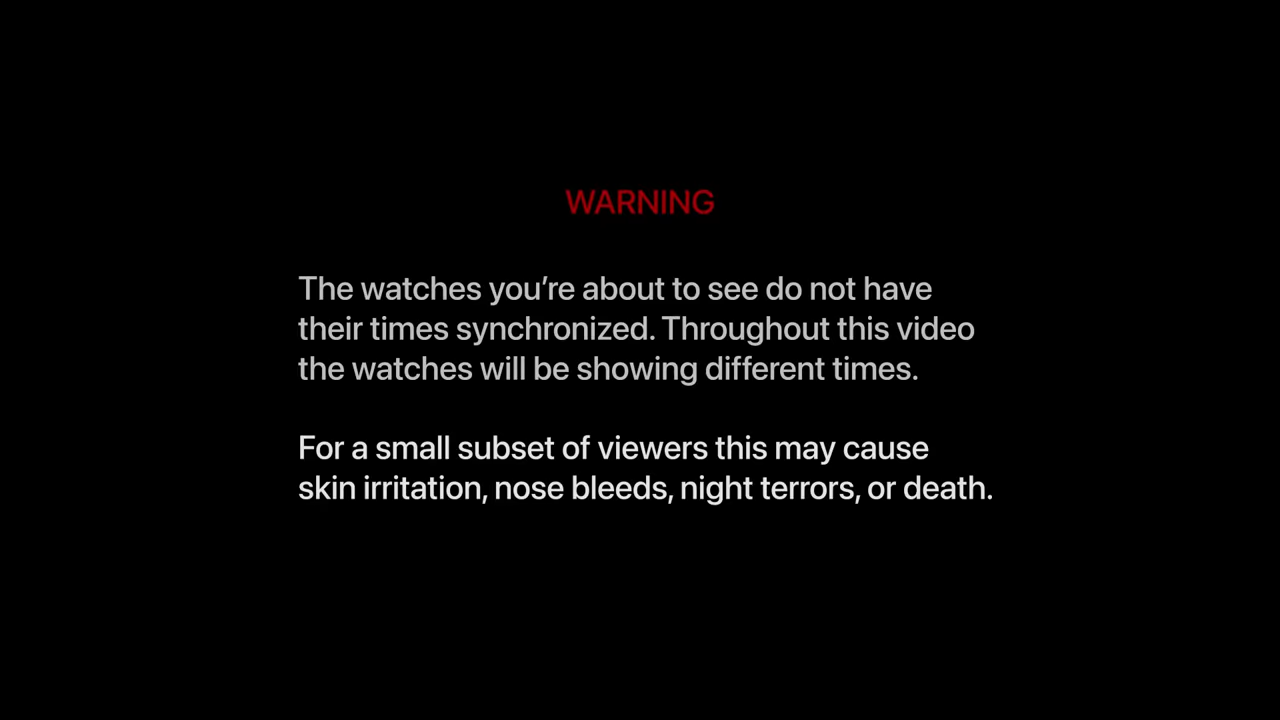 WARNING
The watches you’re about to see do not have
their times synchronized. Throughout this video
the watches will be showing different times.
For a small subset of viewers this may cause
skin irritation, nose bleeds, night terrors, or death.